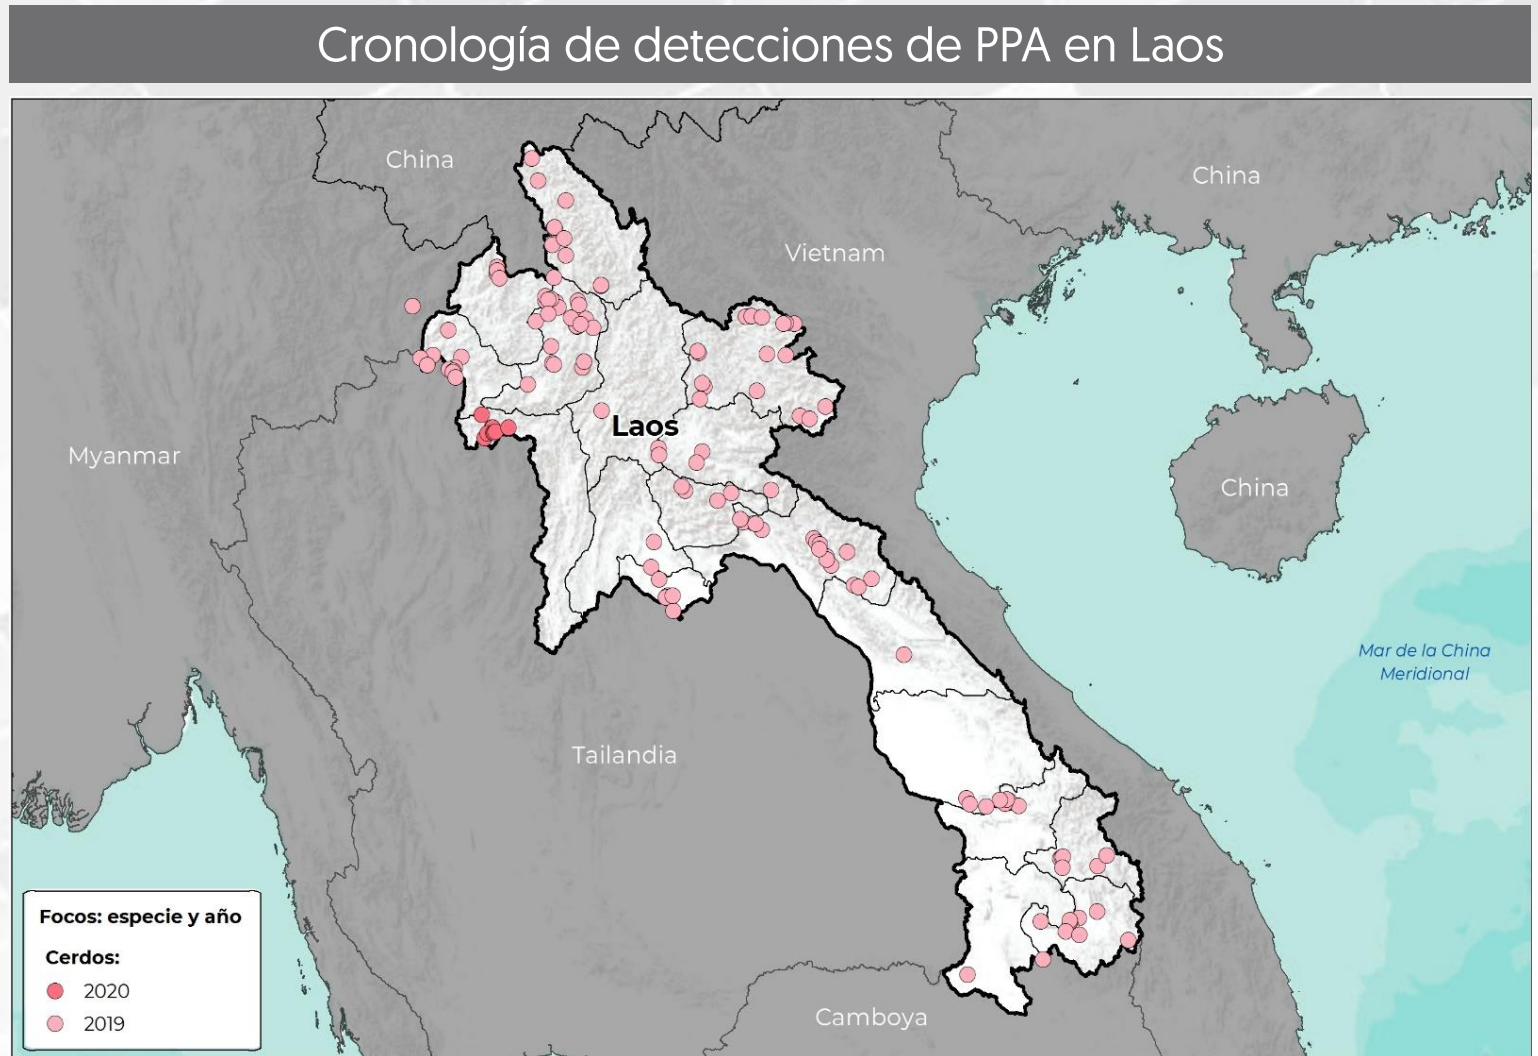 Cronología de detecciones de PPA en Laos
China
China
Vietnam
Laos
Myanmar
China
Mar de la China
Meridional
Tailandia
Focos: especie y año
Cerdos:
2020
2019
Camboya